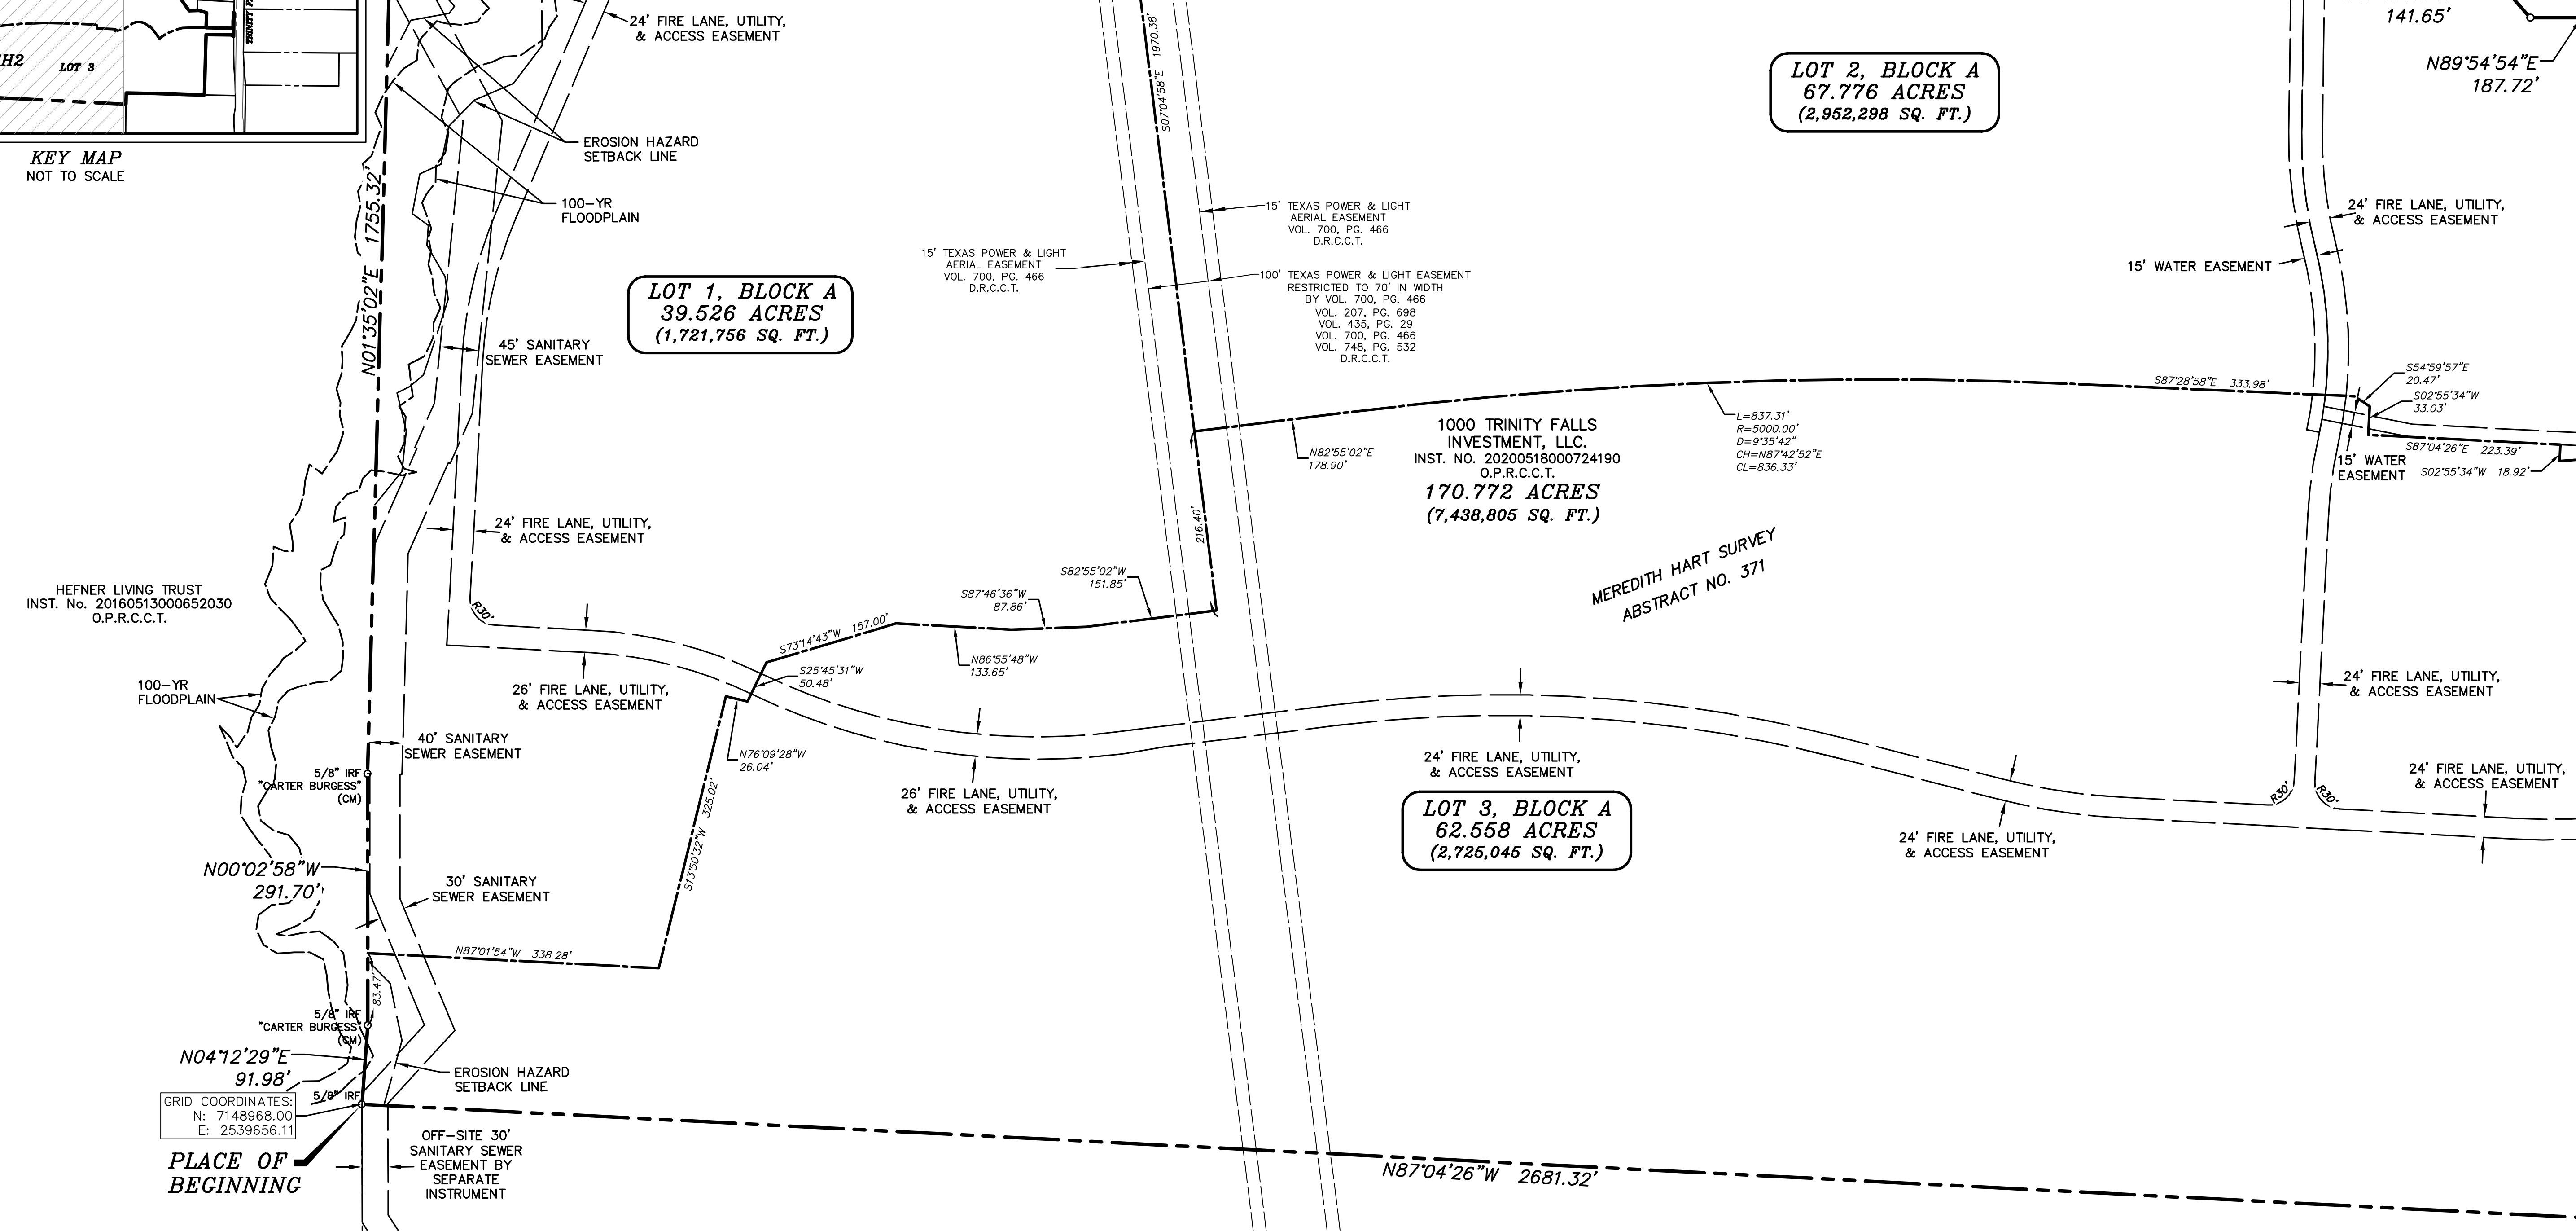 TRINITY
H2
LOT 3
KEY MAP
NOT TO SCALE
24' FIRE LANE, UTILITY,
& ACCESS EASEMENT
EROSION HAZARD
SETBACK LINE
100-YR
FLOODPLAIN
N01°35'02"E 1755.32'
LOT 1, BLOCK A
39.526 ACRES
(1,721,756 SQ. FT.)
45' SANITARY
SEWER EASEMENT
24' FIRE LANE, UTILITY,
& ACCESS EASEMENT
S07°04'58"E 1970.38'
15' TEXAS POWER & LIGHT
AERIAL EASEMENT
VOL. 700, PG. 466
D.R.C.C.T.
15' TEXAS POWER & LIGHT
AERIAL EASEMENT
VOL. 700, PG. 466
D.R.C.C.T.
100' TEXAS POWER & LIGHT EASEMENT
RESTRICTED TO 70' IN WIDTH
BY VOL. 700, PG. 466
VOL. 207, PG. 698
VOL. 435, PG. 29
VOL. 700, PG. 466
VOL. 748, PG. 532
D.R.C.C.T.
LOT 2, BLOCK A
67.776 ACRES
(2,952,298 SQ. FT.)
141.65'
N89°54'54"E
187.72'
24' FIRE LANE, UTILITY,
& ACCESS EASEMENT
15' WATER EASEMENT
S87°28'58"E 333.98'
S54°59'57"E
20.47'
S02°55'34"W
33.03'
S87°04'26"E 223.39'
S02°55'34"W 18.92'
15' WATER
EASEMENT
N82°55'02"E
178.90'
L=837.31'
R=5000.00'
D=9°35'42"
CH=N87°42'52"E
CL=836.33'
1000 TRINITY FALLS
INVESTMENT, LLC.
INST. NO. 20200518000724190
O.P.R.C.C.T.
170.772 ACRES
(7,438,805 SQ. FT.)
MEREDITH HART SURVEY
ABSTRACT NO. 371
216.40'
S82°55'02"W
151.85'
S87°46'36"W
87.86'
N86°55'48"W
133.65'
S73°14'43"W 157.00'
S25°45'31"W
50.48'
N76°09'28"W
26.04'
S13°50'32"W 325.02'
N87°01'54"W 338.28'
R30'
26' FIRE LANE, UTILITY,
& ACCESS EASEMENT
HEFNER LIVING TRUST
INST. No. 20160513000652030
O.P.R.C.C.T.
100-YR
FLOODPLAIN
40' SANITARY
SEWER EASEMENT
5/8" IRF
"CARTER BURGESS"
(CM)
26' FIRE LANE, UTILITY,
& ACCESS EASEMENT
24' FIRE LANE, UTILITY,
& ACCESS EASEMENT
LOT 3, BLOCK A
62.558 ACRES
(2,725,045 SQ. FT.)
24' FIRE LANE, UTILITY,
& ACCESS EASEMENT
24' FIRE LANE, UTILITY,
& ACCESS EASEMENT
R30'
R30'
24' FIRE LANE, UTILITY,
& ACCESS EASEMENT
N00°02'58"W
291.70'
30' SANITARY
SEWER EASEMENT
83.47'
5/8" IRF
"CARTER BURGESS"
(CM)
N04°12'29"E
91.98'
EROSION HAZARD
SETBACK LINE
5/8" IRF
GRID COORDINATES:
N: 7148968.00
E: 2539656.11
PLACE OF
BEGINNING
OFF-SITE 30'
SANITARY SEWER
EASEMENT BY
SEPARATE
INSTRUMENT
N87°04'26"W 2681.32'